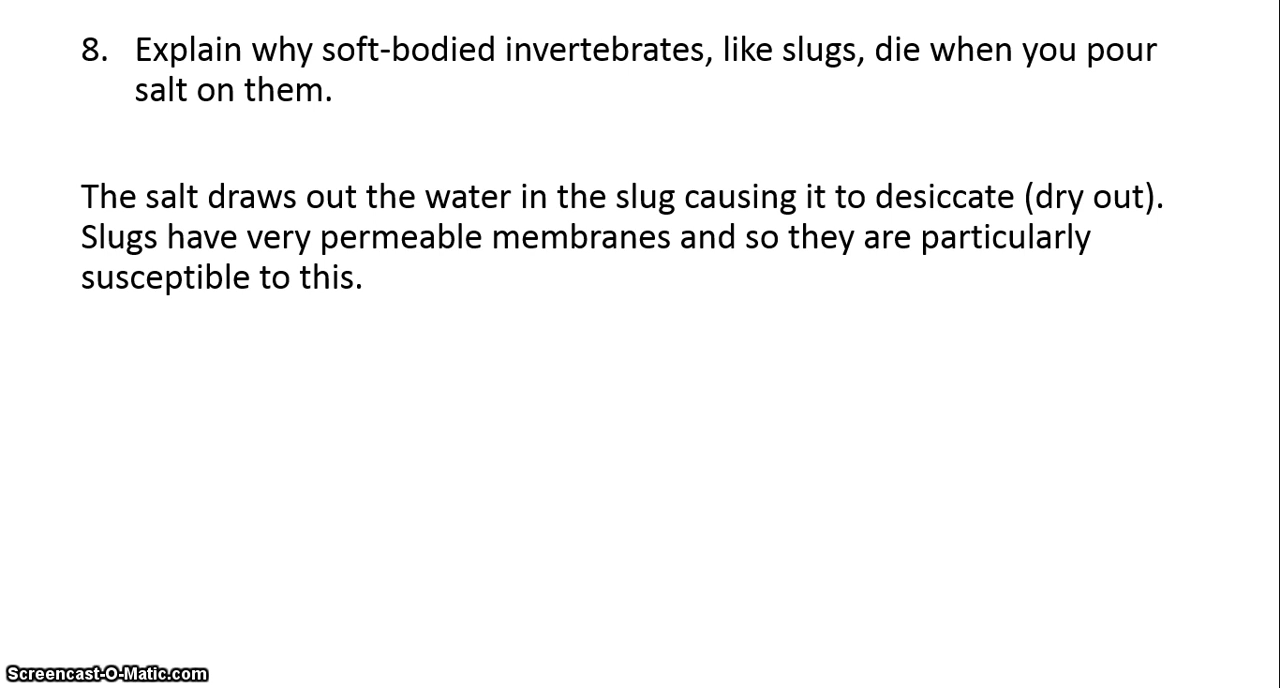 8. Explain why soft-bodied invertebrates, like slugs, die when you pour
salt on them.
The salt draws out the water in the slug causing it to desiccate (dry out).
Slugs have very permeable membranes and so they are particularly
susceptible to this.
Screencast-O-Matic.com